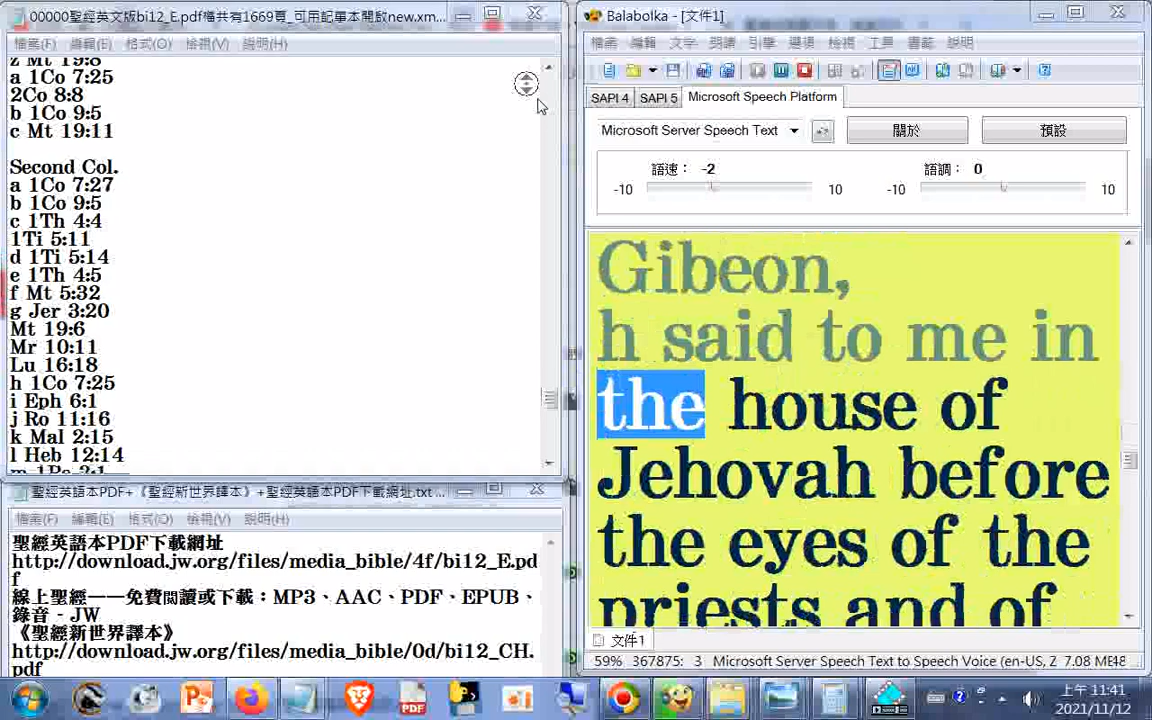 00000聖經英文版bi12_E.pdf檔共有1669頁_可用記事本開啟new.xm...
檔案(F) 編輯(E) 格式(O) 檢視(V) 說明(H)
z Mt 19:8
a 1Co 7:25
2Co 8:8
b 1Co 9:5
c Mt 19:11
Second Col.
a 1Co 7:27
b 1Co 9:5
c 1Th 4:4
1Ti 5:11
d 1Ti 5:14
e 1Th 4:5
f Mt 5:32
g Jer 3:20
Mt 19:6
Mr 10:11
Lu 16:18
h 1Co 7:25
i Eph 6:1
j Ro 11:16
k Mal 2:15
l Heb 12:14
m 1Pe 3:1
聖經英語本PDF+《聖經新世界譯本》+聖經英語本PDF下載網址.txt ...
檔案(F) 編輯(E) 格式(O) 檢視(V) 說明(H)
聖經英語本PDF下載網址
http://download.jw.org/files/media_bible/4f/bi12_E.pd
f
線上聖經——免費閱讀或下載：MP3、AAC、PDF、EPUB、
錄音 - JW
《聖經新世界譯本》
http://download.jw.org/files/media_bible/0d/bi12_CH.
pdf
Balabolka - [文件1]
檔案 編輯 文字 朗讀 引擎 選項 檢視 工具 書籤 說明
SAPI 4 SAPI 5 Microsoft Speech Platform
Microsoft Server Speech Text 關於 預設
語速： -2 語調： 0
-10 10 -10 10
Gibeon,
h said to me in
the house of
Jehovah before
the eyes of the
priests and of
文件1
59% 367875: 3 Microsoft Server Speech Text to Speech Voice (en-US, Z 7.08 MB
PDF
上午 11:41
2021/11/12